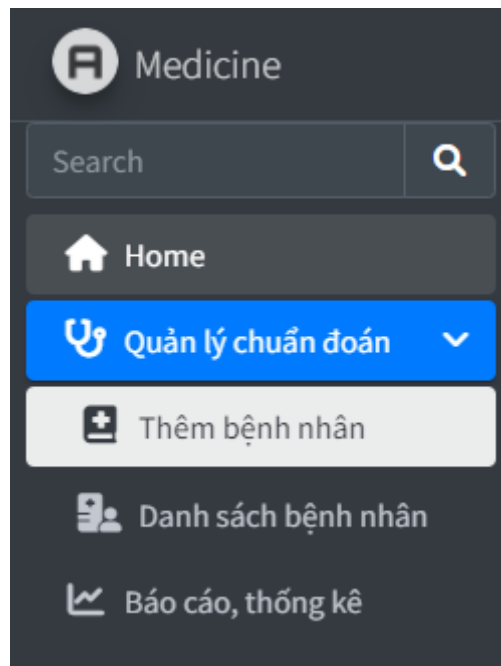 Medicine
Search
Home
Quản lý chuẩn đoán
Thêm bệnh nhân
Danh sách bệnh nhân
Báo cáo, thống kê